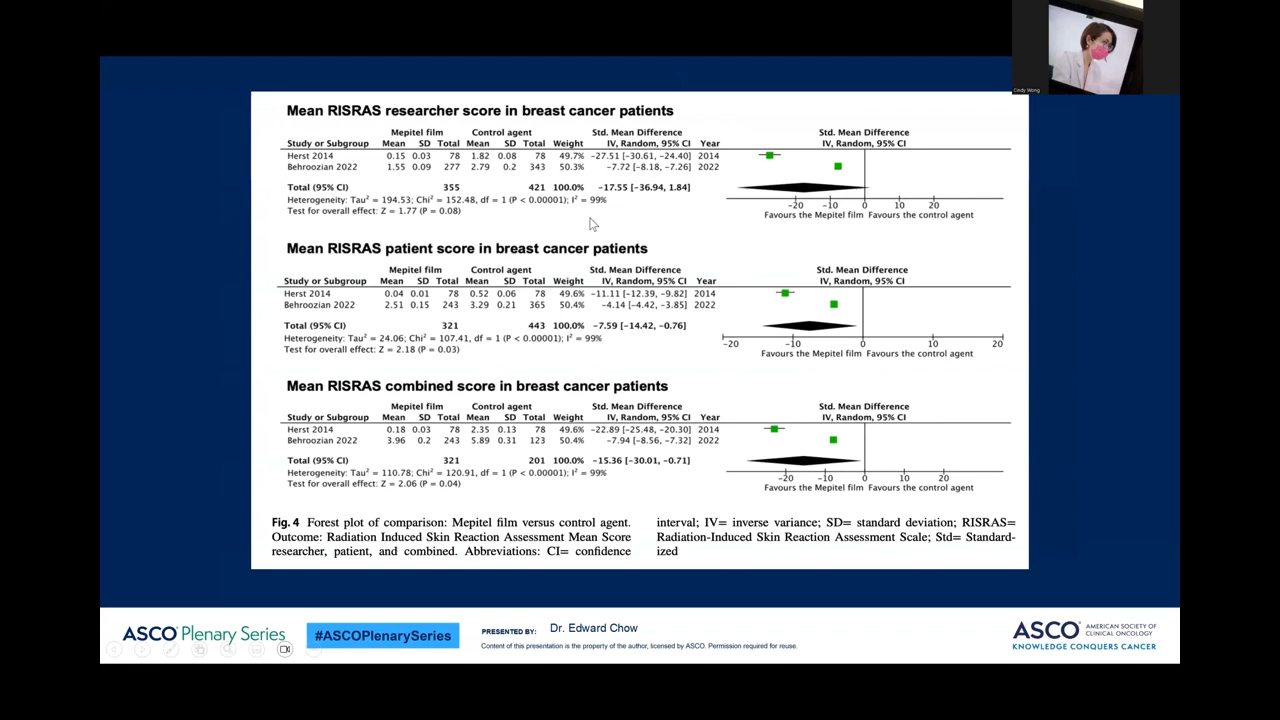 Cindy Wong
Mean RISRAS researcher score in breast cancer patients
Mepitel film Control agent Std. Mean Difference Std. Mean Difference
Study or Subgroup Mean SD Total Mean SD Total Weight IV, Random, 95% CI Year IV, Random, 95% CI
Herst 2014 0.15 0.03 78 1.82 0.08 78 49.7% −27.51 [−30.61, −24.40] 2014
Behroozian 2022 1.55 0.09 277 2.79 0.2 343 50.3% −7.72 [−8.18, −7.26] 2022
Total (95% CI) 355 421 100.0% −17.55 [−36.94, 1.84]
Heterogeneity: Tau² = 194.53; Chi² = 152.48, df = 1 (P < 0.00001); I² = 99%
Test for overall effect: Z = 1.77 (P = 0.08)
−20 −10 0 10 20
Favours the Mepitel film Favours the control agent
Mean RISRAS patient score in breast cancer patients
Mepitel film Control agent Std. Mean Difference Std. Mean Difference
Study or Subgroup Mean SD Total Mean SD Total Weight IV, Random, 95% CI Year IV, Random, 95% CI
Herst 2014 0.04 0.01 78 0.52 0.06 78 49.6% −11.11 [−12.39, −9.82] 2014
Behroozian 2022 2.51 0.15 243 3.29 0.21 365 50.4% −4.14 [−4.42, −3.85] 2022
Total (95% CI) 321 443 100.0% −7.59 [−14.42, −0.76]
Heterogeneity: Tau² = 24.06; Chi² = 107.41, df = 1 (P < 0.00001); I² = 99%
Test for overall effect: Z = 2.18 (P = 0.03)
−20 −10 0 10 20
Favours the Mepitel film Favours the control agent
Mean RISRAS combined score in breast cancer patients
Mepitel film Control agent Std. Mean Difference Std. Mean Difference
Study or Subgroup Mean SD Total Mean SD Total Weight IV, Random, 95% CI Year IV, Random, 95% CI
Herst 2014 0.18 0.03 78 2.35 0.13 78 49.6% −22.89 [−25.48, −20.30] 2014
Behroozian 2022 3.96 0.2 243 5.89 0.31 123 50.4% −7.94 [−8.56, −7.32] 2022
Total (95% CI) 321 201 100.0% −15.36 [−30.01, −0.71]
Heterogeneity: Tau² = 110.78; Chi² = 120.91, df = 1 (P < 0.00001); I² = 99%
Test for overall effect: Z = 2.06 (P = 0.04)
−20 −10 0 10 20
Favours the Mepitel film Favours the control agent
Fig. 4 Forest plot of comparison: Mepitel film versus control agent.
Outcome: Radiation Induced Skin Reaction Assessment Mean Score
researcher, patient, and combined. Abbreviations: CI= confidence
interval; IV= inverse variance; SD= standard deviation; RISRAS=
Radiation-Induced Skin Reaction Assessment Scale; Std= Standard-
ized
ASCO Plenary Series
#ASCOPlenarySeries
PRESENTED BY: Dr. Edward Chow
Content of this presentation is the property of the author, licensed by ASCO. Permission required for reuse.
ASCO AMERICAN SOCIETY OF
CLINICAL ONCOLOGY
KNOWLEDGE CONQUERS CANCER